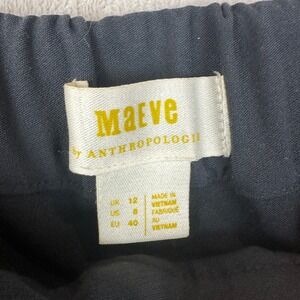 MaEve
by ANTHROPOLOGIE
UK 12
US 8
EU 40
MADE IN
VIETNAM
FABRIQUÉ
AU
VIETNAM